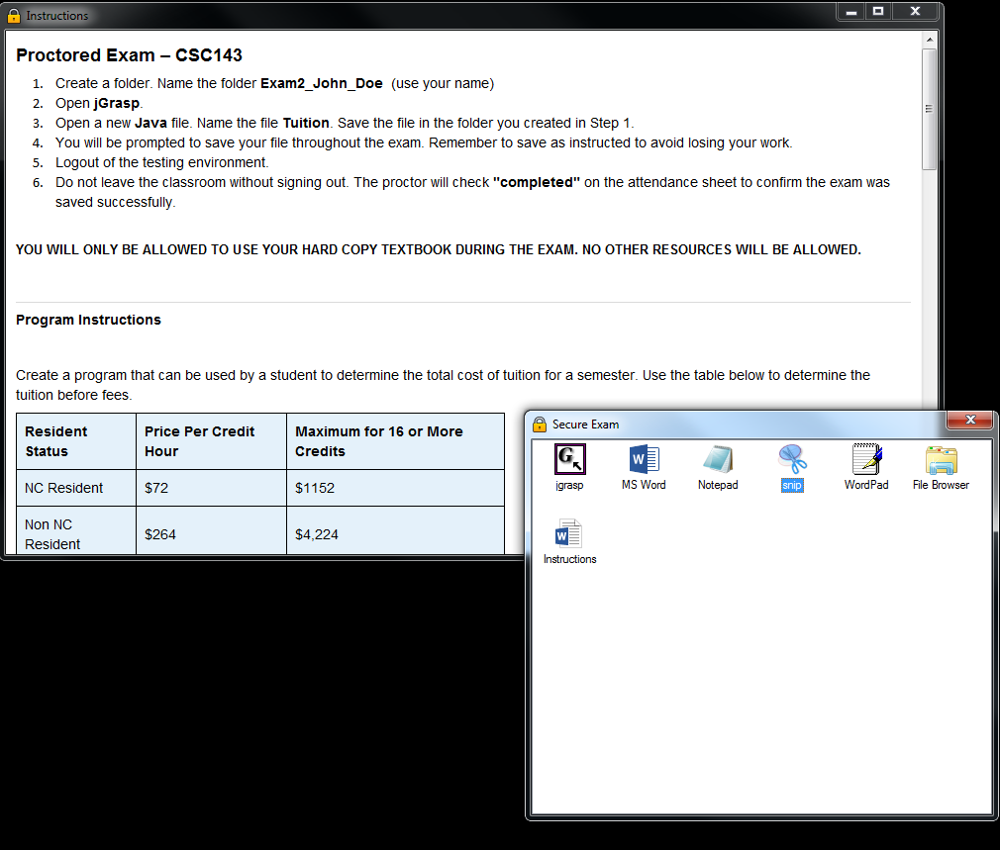 Instructions
Proctored Exam – CSC143
1. Create a folder. Name the folder Exam2_John_Doe (use your name)
2. Open jGrasp.
3. Open a new Java file. Name the file Tuition. Save the file in the folder you created in Step 1.
4. You will be prompted to save your file throughout the exam. Remember to save as instructed to avoid losing your work.
5. Logout of the testing environment.
6. Do not leave the classroom without signing out. The proctor will check "completed" on the attendance sheet to confirm the exam was
saved successfully.
YOU WILL ONLY BE ALLOWED TO USE YOUR HARD COPY TEXTBOOK DURING THE EXAM. NO OTHER RESOURCES WILL BE ALLOWED.
Program Instructions
Create a program that can be used by a student to determine the total cost of tuition for a semester. Use the table below to determine the
tuition before fees.
Resident Status
Price Per Credit Hour
Maximum for 16 or More Credits
NC Resident
$72
$1152
Non NC Resident
$264
$4,224
Secure Exam
jgrasp
MS Word
Notepad
snip
WordPad
File Browser
Instructions